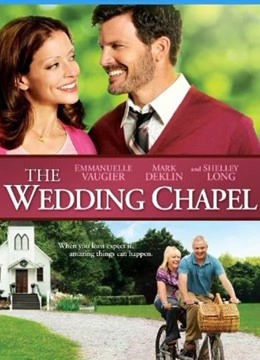 THE
EMMANUELLE VAUGIER
MARK DEKLIN
and SHELLEY LONG
WEDDING CHAPEL
When you least expect it,
amazing things can happen.